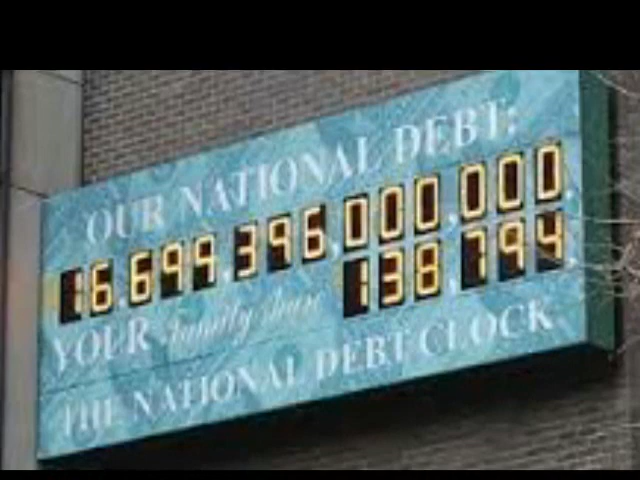 OUR NATIONAL DEBT:
16,699,396,000,000,
YOUR family share 138,794,
THE NATIONAL DEBT CLOCK